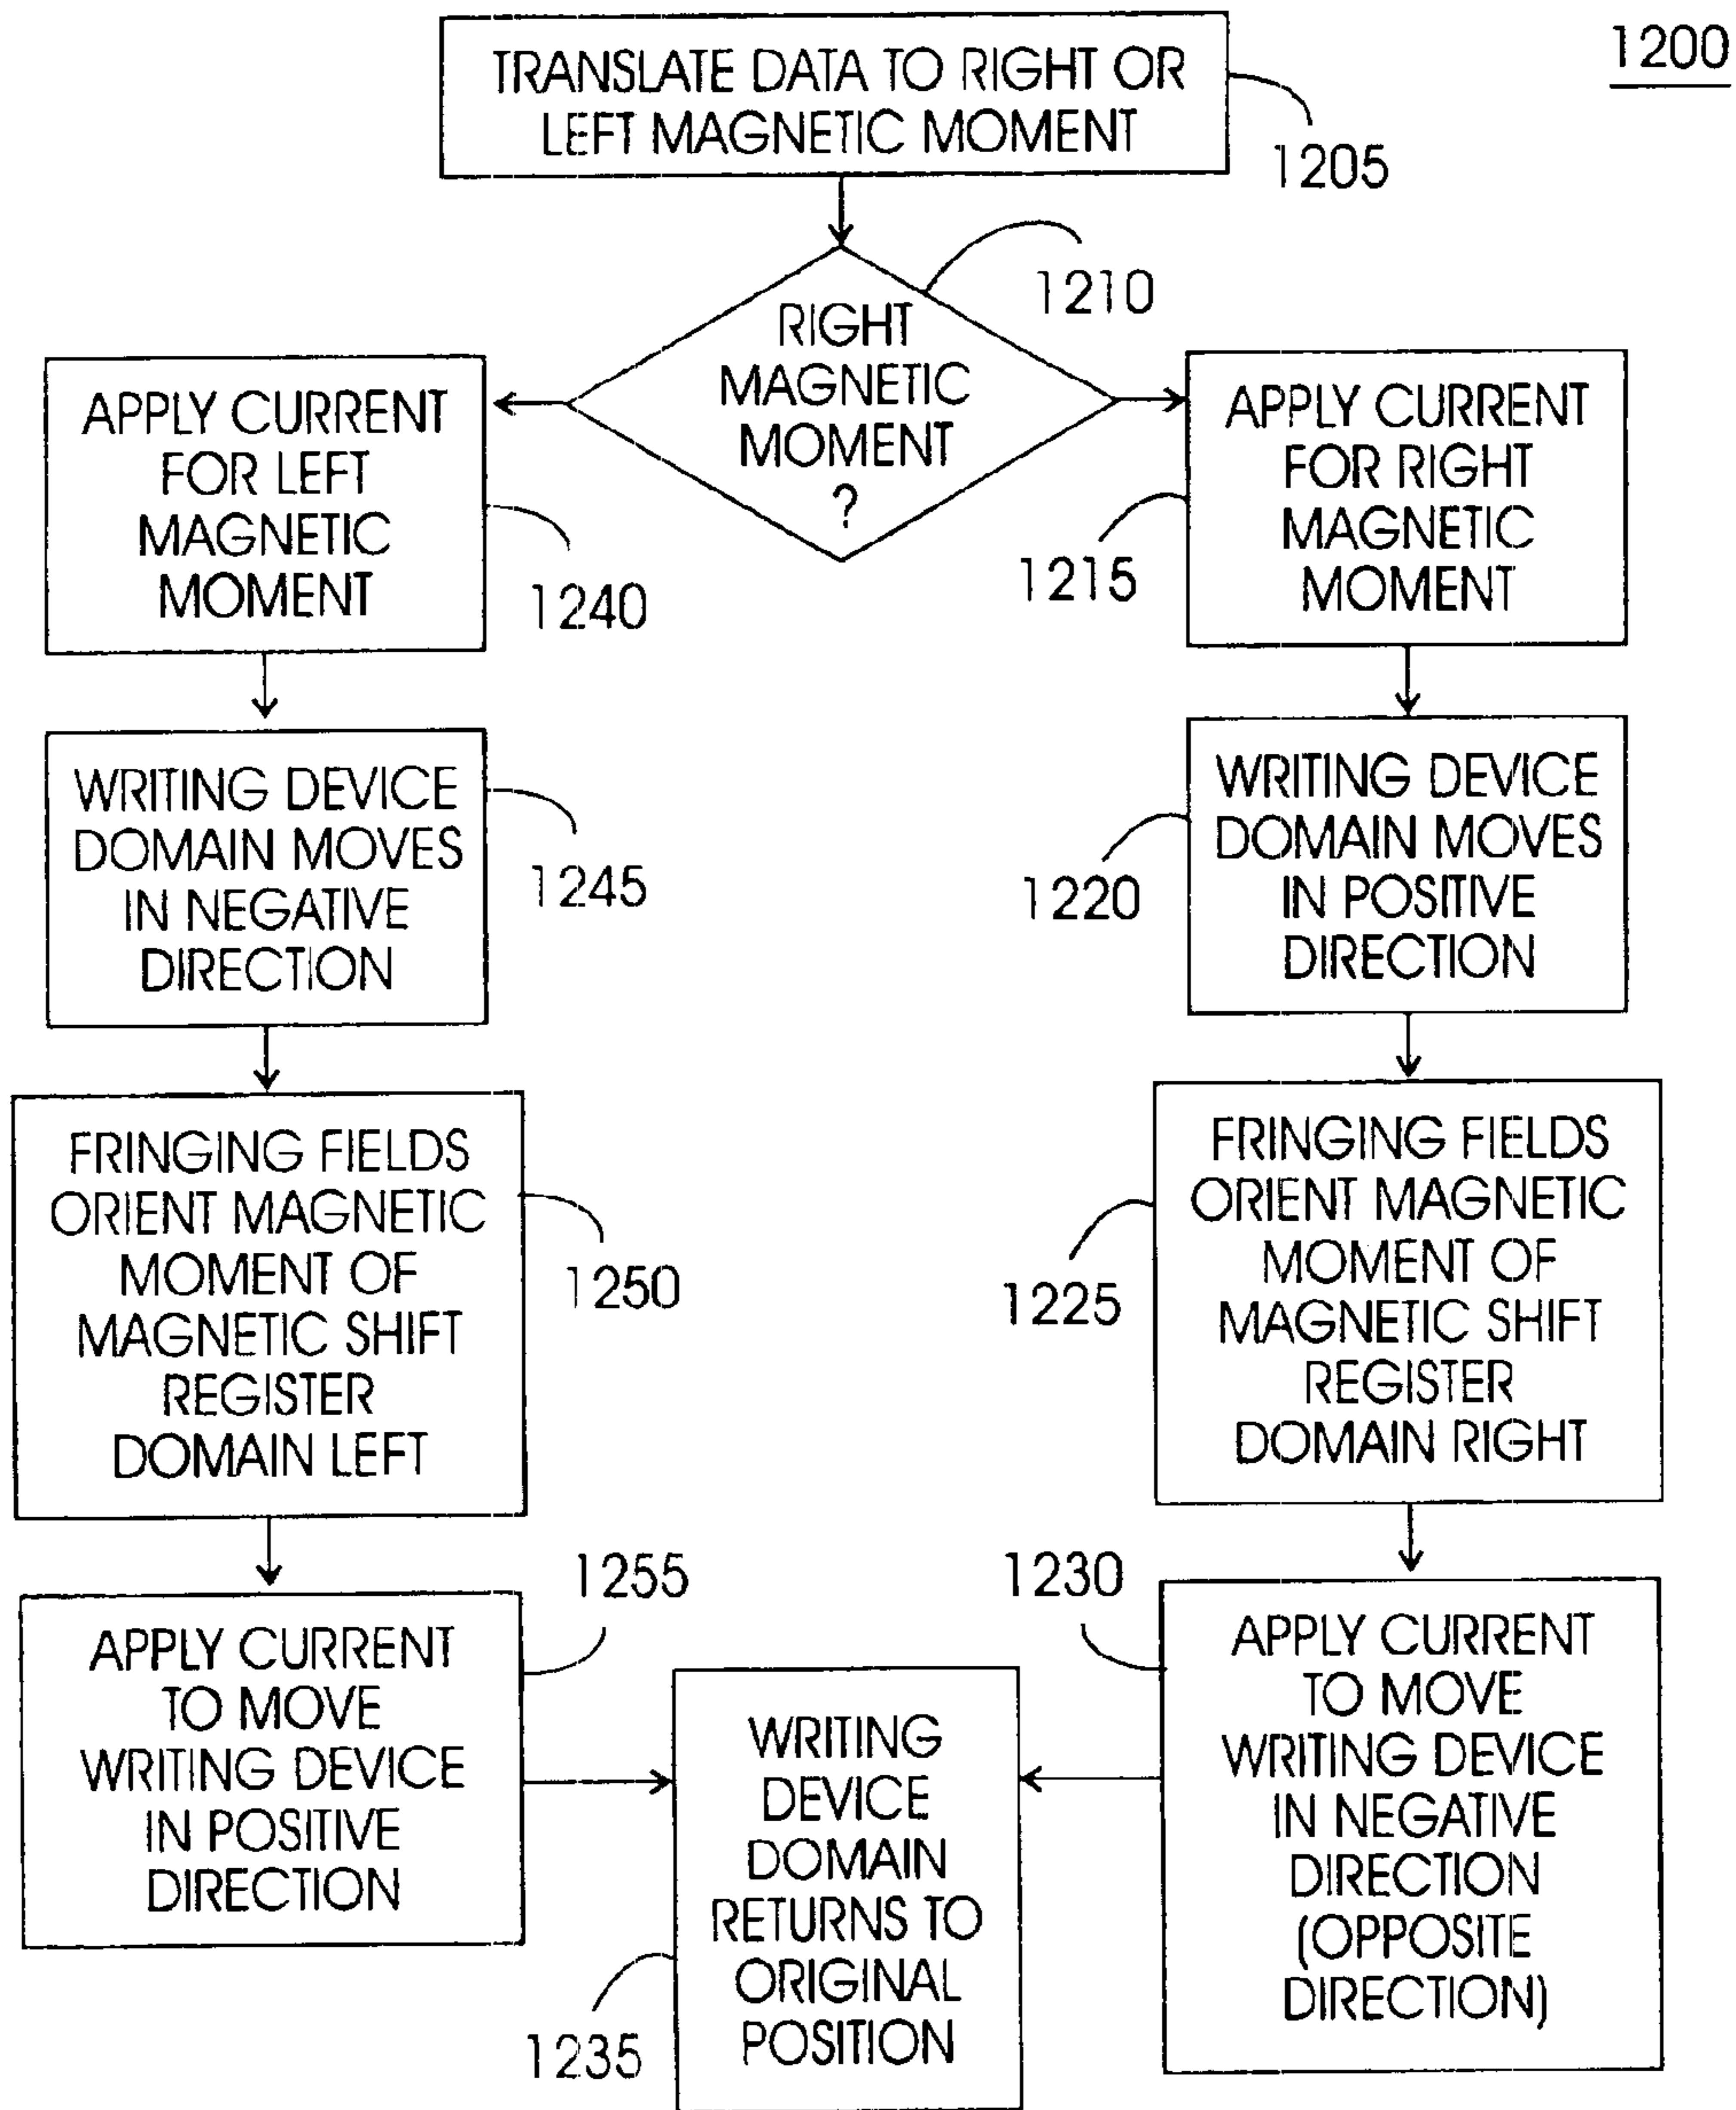 1200
TRANSLATE DATA TO RIGHT OR
LEFT MAGNETIC MOMENT
1205
1210
RIGHT
MAGNETIC
MOMENT
?
APPLY CURRENT
FOR LEFT
MAGNETIC
MOMENT
1240
APPLY CURRENT
FOR RIGHT
MAGNETIC
MOMENT
1215
WRITING DEVICE
DOMAIN MOVES
IN NEGATIVE
DIRECTION
1245
WRITING DEVICE
DOMAIN MOVES
IN POSITIVE
DIRECTION
1220
FRINGING FIELDS
ORIENT MAGNETIC
MOMENT OF
MAGNETIC SHIFT
REGISTER
DOMAIN LEFT
1250
FRINGING FIELDS
ORIENT MAGNETIC
MOMENT OF
MAGNETIC SHIFT
REGISTER
DOMAIN RIGHT
1225
APPLY CURRENT
TO MOVE
WRITING DEVICE
IN POSITIVE
DIRECTION
1255
1230
APPLY CURRENT
TO MOVE
WRITING DEVICE
IN NEGATIVE
DIRECTION
(OPPOSITE
DIRECTION)
WRITING
DEVICE
DOMAIN
RETURNS TO
ORIGINAL
POSITION
1235